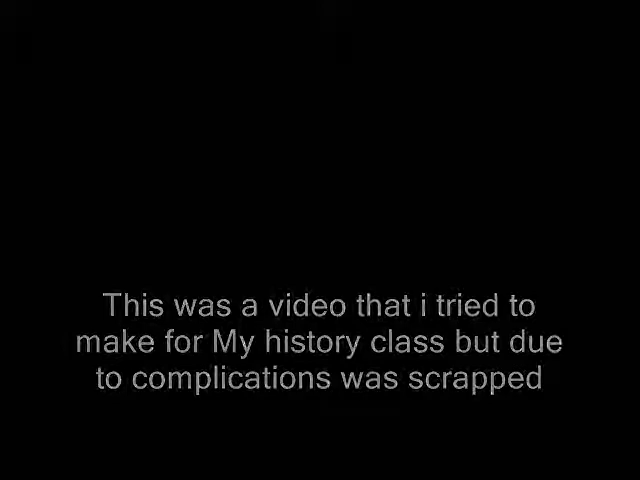 This was a video that i tried to
make for My history class but due
to complications was scrapped